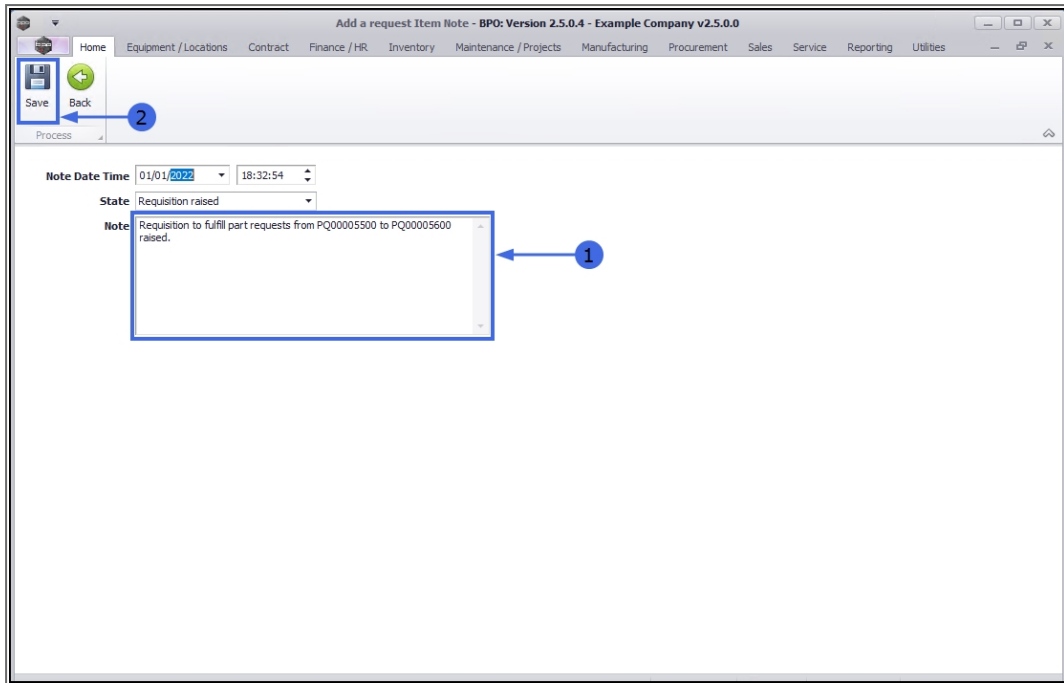 Add a request Item Note - BPO: Version 2.5.0.4 - Example Company v2.5.0.0
Home Equipment / Locations Contract Finance / HR Inventory Maintenance / Projects Manufacturing Procurement Sales Service Reporting Utilities
Save Back
2
Process
Note Date Time 01/01/2022 18:32:54
State Requisition raised
Note Requisition to fulfill part requests from PQ00005500 to PQ00005600
raised.
1